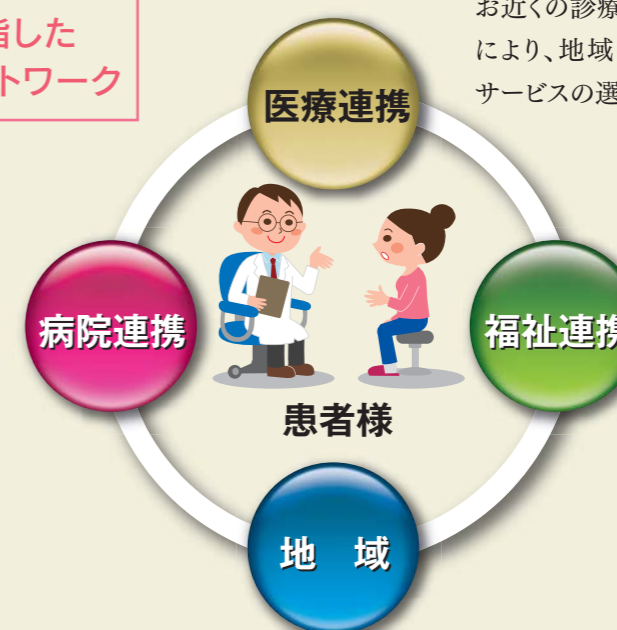 指した
トワーク
お近くの診療
により、地域
サービスの選
医療連携
病院連携
福祉連携
患者様
地　域